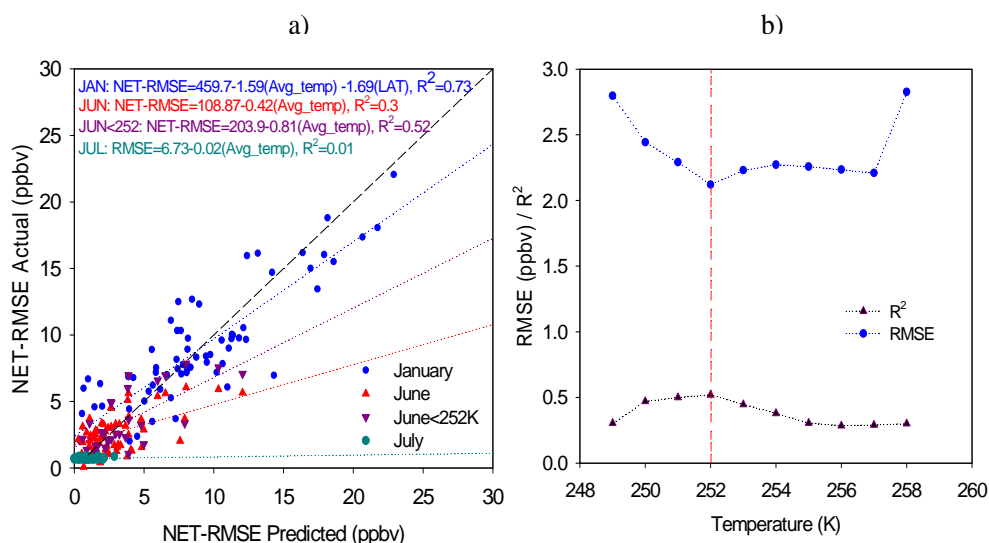 a)
30
25
20
15
10
5
0
NET-RMSE Actual (ppbv)
JAN: NET-RMSE=459.7-1.59(Avg_temp) -1.69(LAT), R²=0.73
JUN: NET-RMSE=108.87-0.42(Avg_temp), R²=0.3
JUN<252: NET-RMSE=203.9-0.81(Avg_temp), R²=0.52
JUL: RMSE=6.73-0.02(Avg_temp), R²=0.01
January
June
June<252K
July
0 5 10 15 20 25 30
NET-RMSE Predicted (ppbv)
b)
3.0
2.5
2.0
1.5
1.0
0.5
0.0
RMSE (ppbv) / R²
R²
RMSE
248 250 252 254 256 258 260
Temperature (K)